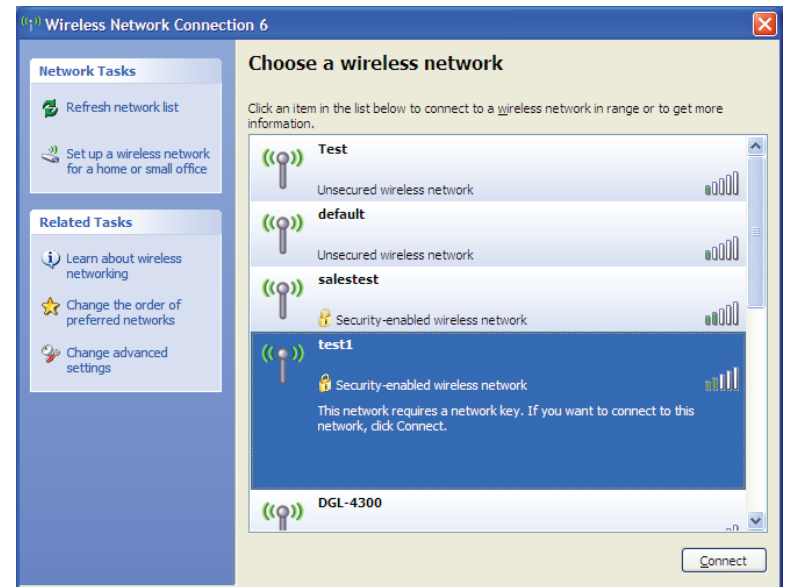 Wireless Network Connection 6
Network Tasks
Refresh network list
Set up a wireless network
for a home or small office
Related Tasks
Learn about wireless
networking
Change the order of
preferred networks
Change advanced
settings
Choose a wireless network
Click an item in the list below to connect to a wireless network in range or to get more
information.
Test
Unsecured wireless network
default
Unsecured wireless network
salestest
Security-enabled wireless network
test1
Security-enabled wireless network
This network requires a network key. If you want to connect to this
network, click Connect.
DGL-4300
Connect